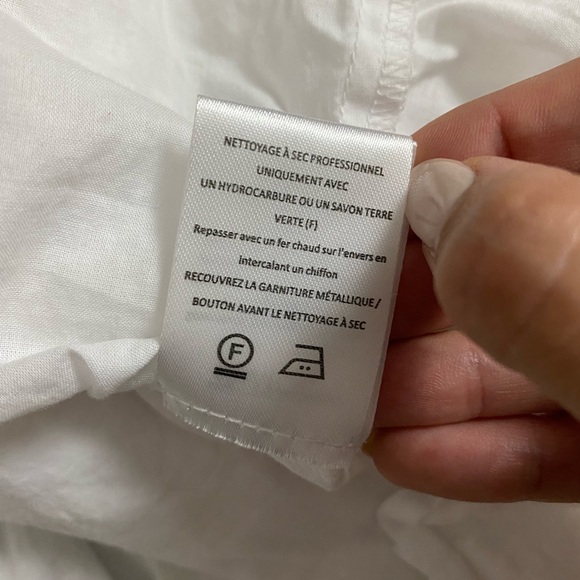 NETTOYAGE À SEC PROFESSIONNEL
UNIQUEMENT AVEC
UN HYDROCARBURE OU UN SAVON TERRE
VERTE (F)
Repasser avec un fer chaud sur l'envers en
intercalant un chiffon
RECOUVREZ LA GARNITURE MÉTALLIQUE /
BOUTON AVANT LE NETTOYAGE À SEC
F